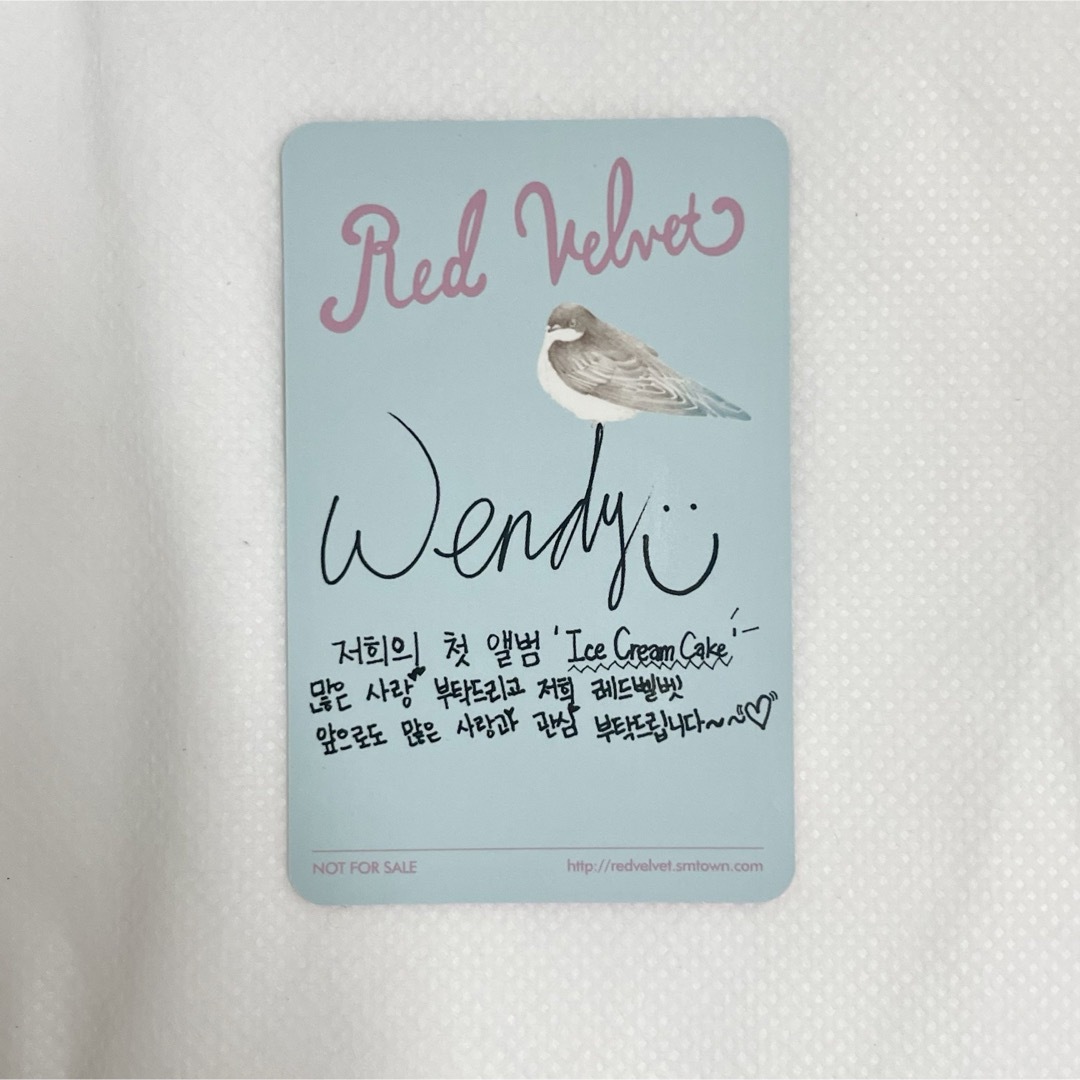 Red Velvet
Wendy
저희의 첫 앨범 'Ice Cream Cake'
많은 사랑 부탁드리고 저희 레드벨벳
앞으로도 많은 사랑과 관심 부탁드립니다~~♡
NOT FOR SALE
http://redvelvet.smtown.com